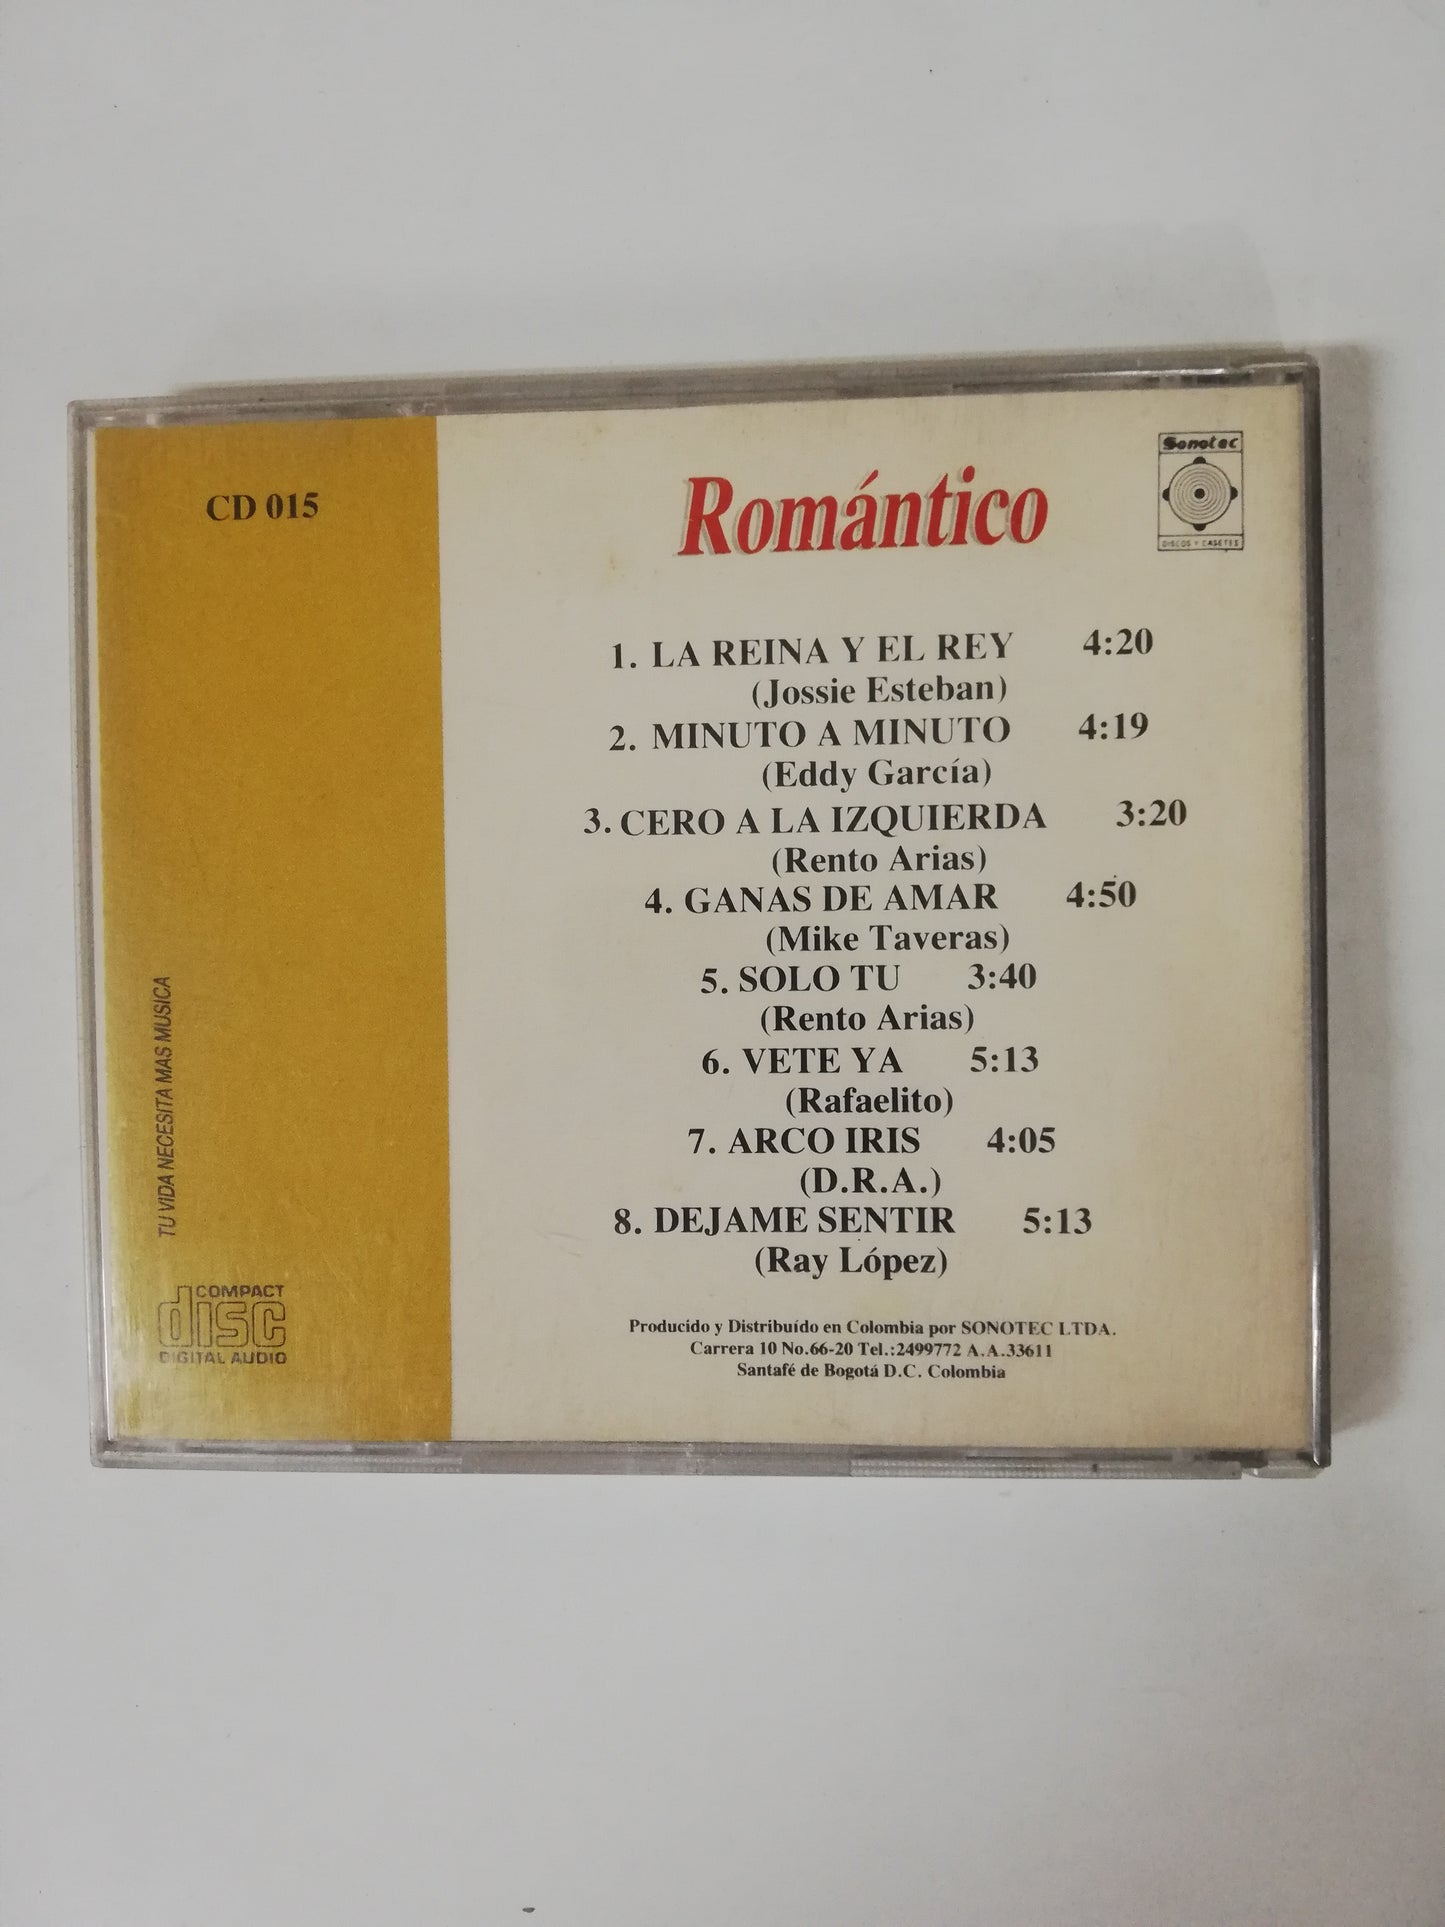 CD 015
Romántico
Sonotec
DISCOS Y CASETES
1. LA REINA Y EL REY 4:20
(Jossie Esteban)
2. MINUTO A MINUTO 4:19
(Eddy García)
3. CERO A LA IZQUIERDA 3:20
(Rento Arias)
4. GANAS DE AMAR 4:50
(Mike Taveras)
5. SOLO TU 3:40
(Rento Arias)
6. VETE YA 5:13
(Rafaelito)
7. ARCO IRIS 4:05
(D.R.A.)
8. DEJAME SENTIR 5:13
(Ray López)
TU VIDA NECESITA MAS MUSICA
COMPACT
disc
DIGITAL AUDIO
Producido y Distribuído en Colombia por SONOTEC LTDA.
Carrera 10 No.66-20 Tel.:2499772 A.A.33611
Santafé de Bogotá D.C. Colombia